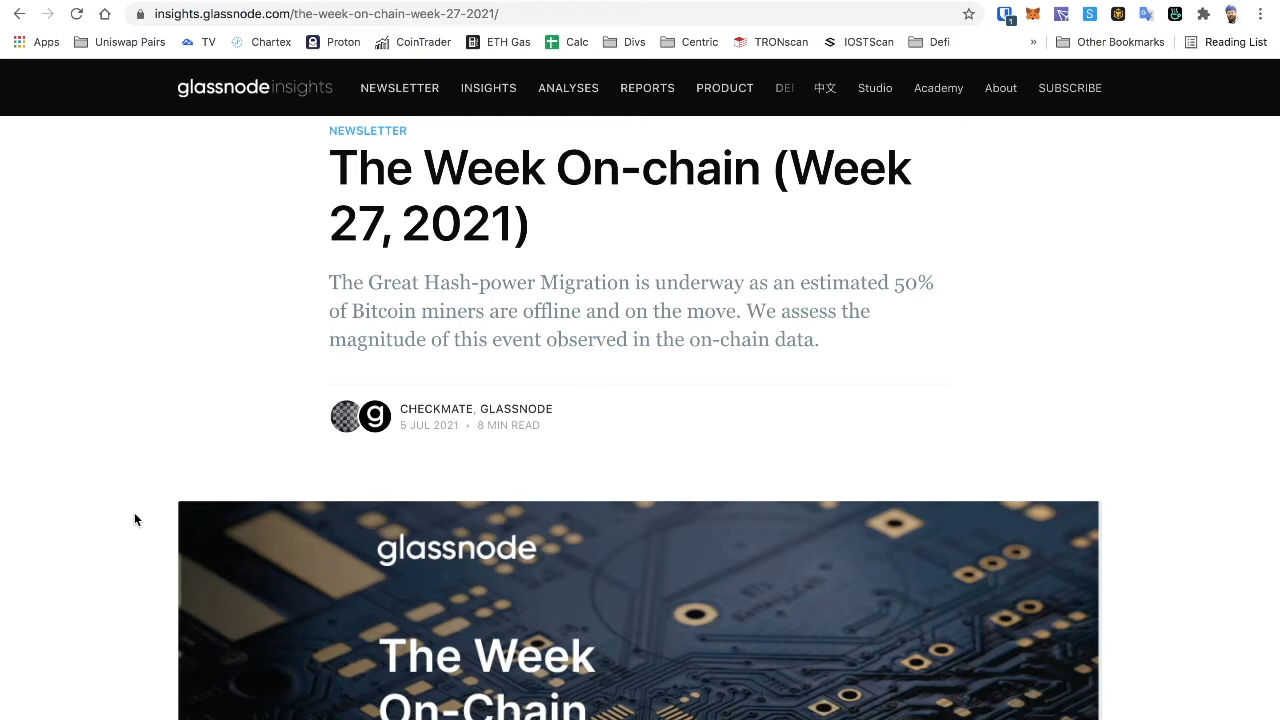 insights.glassnode.com/the-week-on-chain-week-27-2021/
1
Apps Uniswap Pairs TV Chartex Proton CoinTrader ETH Gas Calc Divs Centric TRONscan IOSTScan Defi » Other Bookmarks Reading List
glassnodeinsights NEWSLETTER INSIGHTS ANALYSES REPORTS PRODUCT 中文 Studio Academy About SUBSCRIBE
NEWSLETTER
The Week On-chain (Week
27, 2021)
The Great Hash-power Migration is underway as an estimated 50%
of Bitcoin miners are offline and on the move. We assess the
magnitude of this event observed in the on-chain data.
g
CHECKMATE, GLASSNODE
5 JUL 2021 • 8 MIN READ
glassnode
The Week
On-Chain